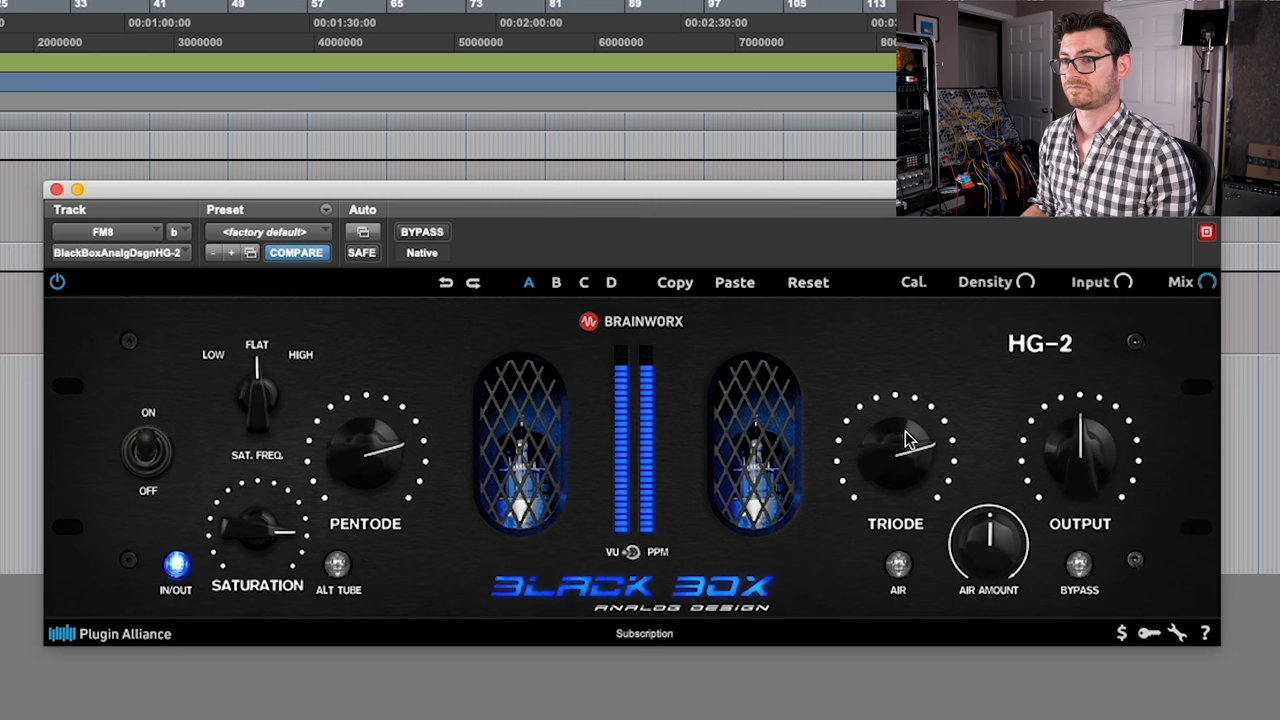 25 33 41 49 57 65 73 81 89 97 105 113
00:01:00:00 00:01:30:00 00:02:00:00 00:02:30:00 00:03:
2000000 3000000 4000000 5000000 6000000 7000000 800
Track Preset Auto
FM8 b <factory default> BYPASS
BlackBoxAnalgDsgnHG-2 - + COMPARE SAFE Native
A B C D Copy Paste Reset Cal. Density Input Mix
BRAINWORX
HG-2
FLAT
LOW HIGH
ON
SAT. FREQ.
OFF
PENTODE TRIODE OUTPUT
VU PPM
SATURATION
IN/OUT ALT TUBE AIR AIR AMOUNT BYPASS
BLACK BOX
ANALOG DESIGN
Plugin Alliance Subscription $ ?